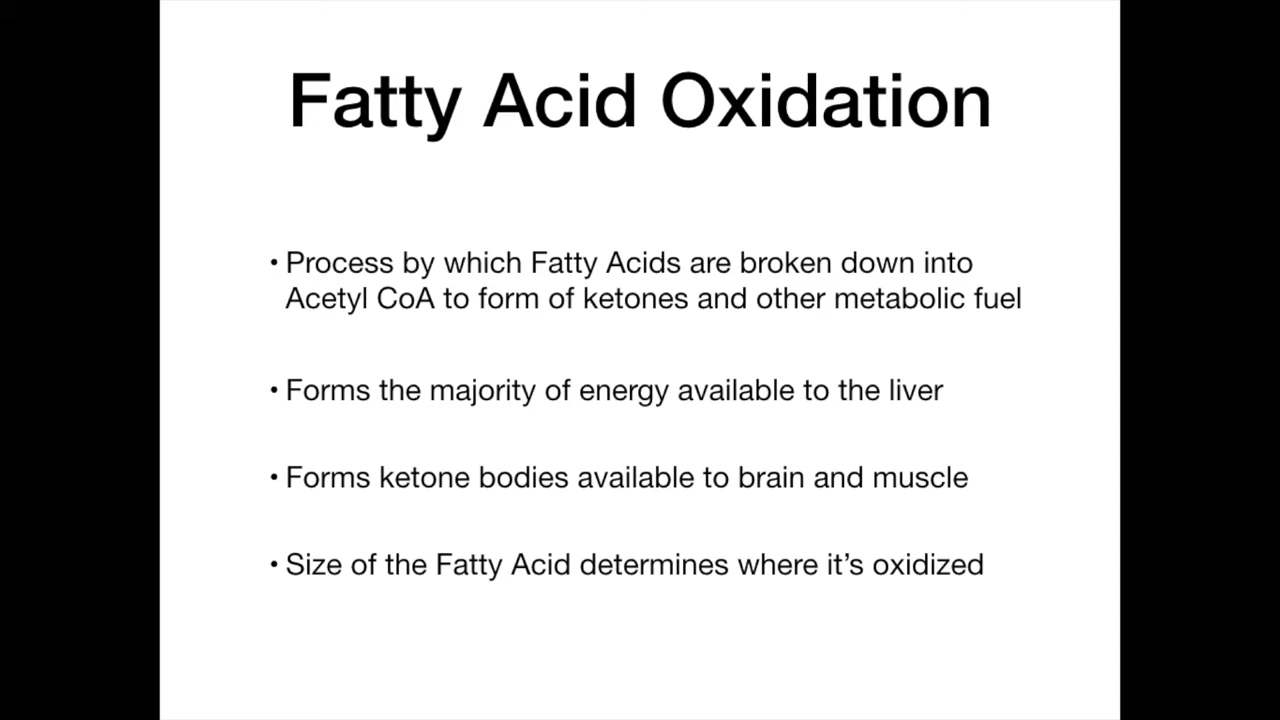 Fatty Acid Oxidation
• Process by which Fatty Acids are broken down into
Acetyl CoA to form of ketones and other metabolic fuel
• Forms the majority of energy available to the liver
• Forms ketone bodies available to brain and muscle
• Size of the Fatty Acid determines where it’s oxidized